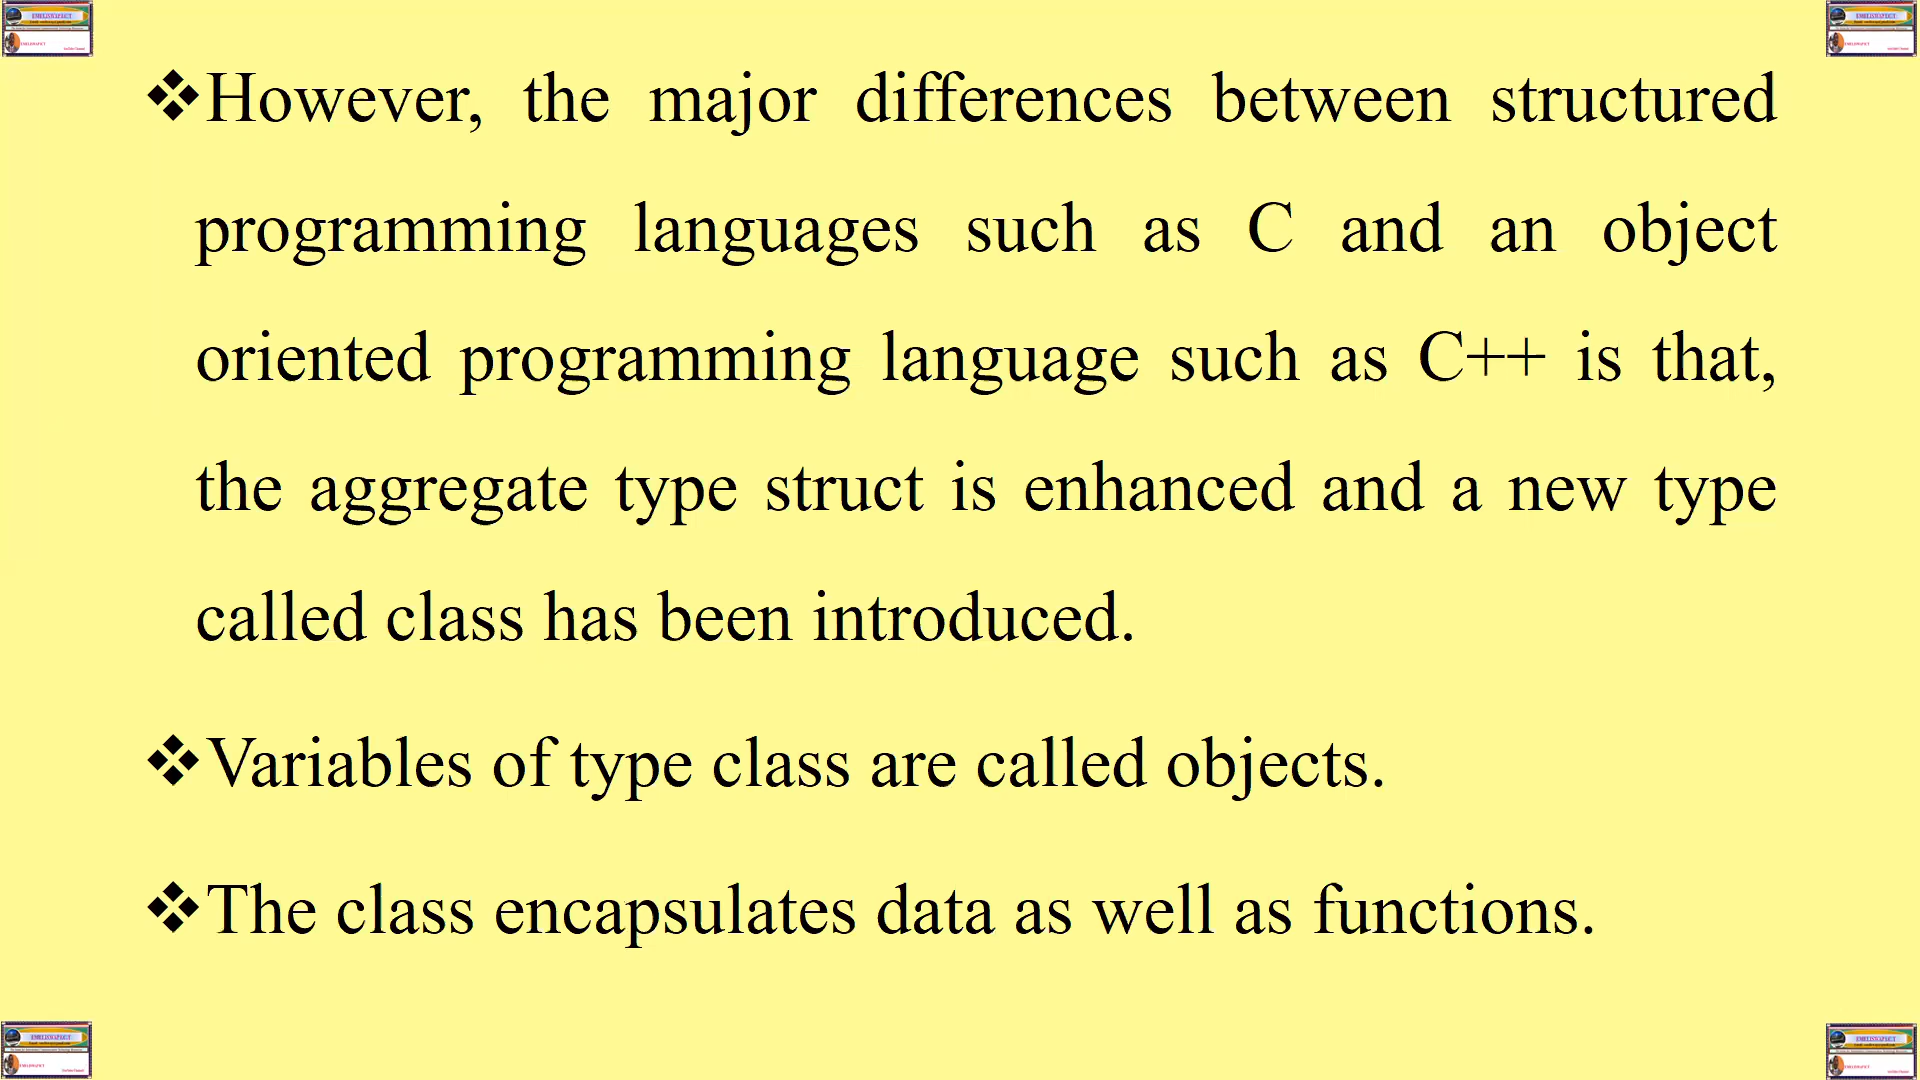 ❖However, the major differences between structured
programming languages such as C and an object
oriented programming language such as C++ is that,
the aggregate type struct is enhanced and a new type
called class has been introduced.
❖Variables of type class are called objects.
❖The class encapsulates data as well as functions.